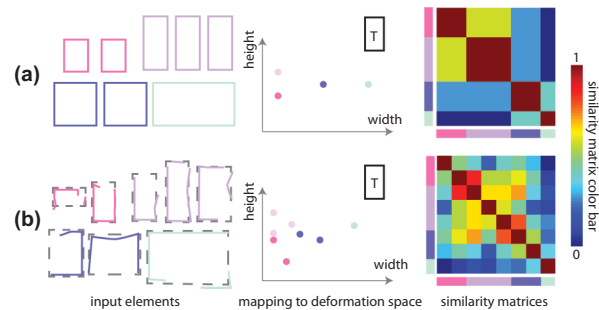 (a)
height
T
width
1
similarity matrix color bar
0
(b)
height
T
width
input elements
mapping to deformation space
similarity matrices